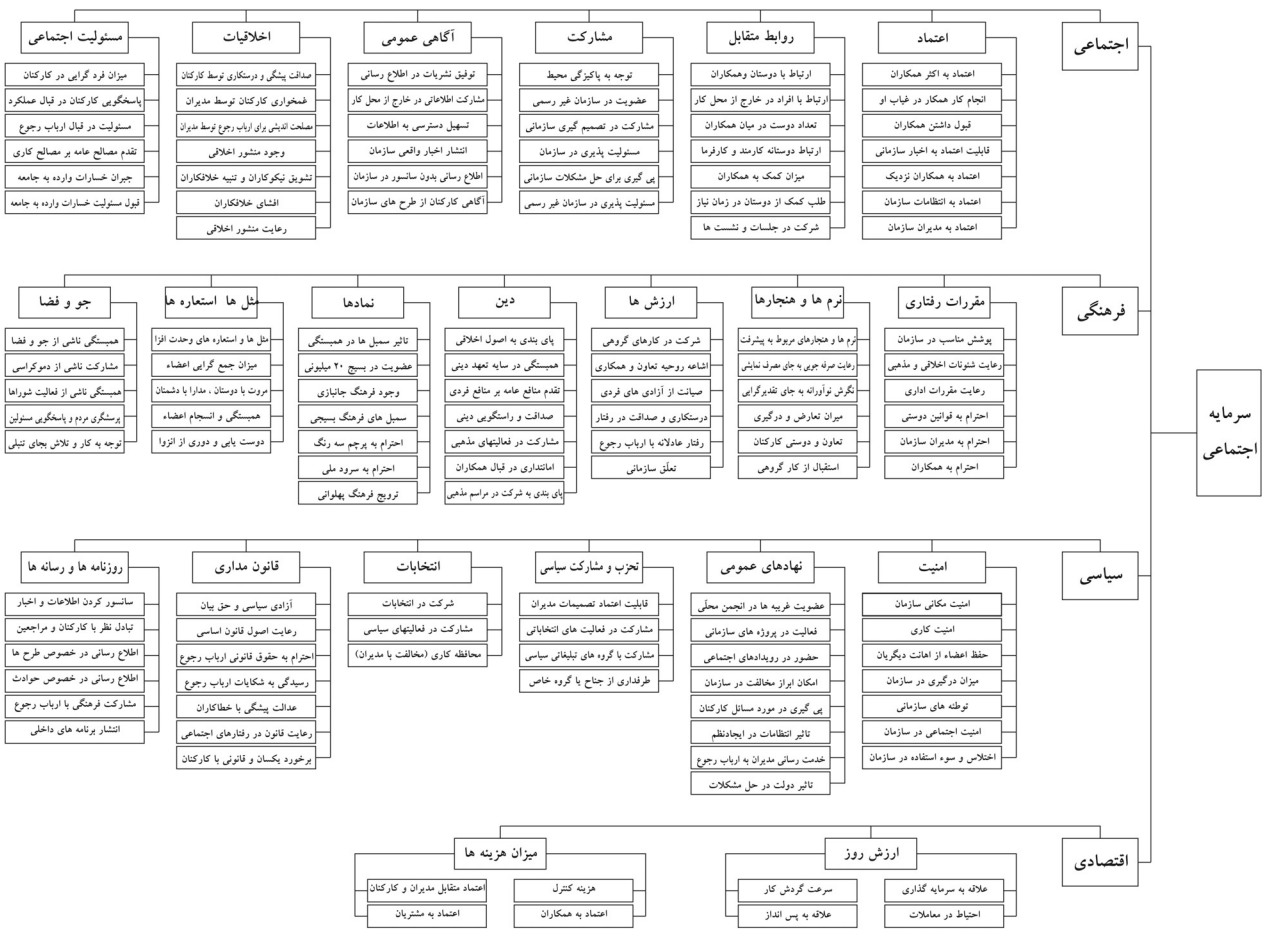 سرمایه
اجتماعی
اجتماعی
اعتماد
اعتماد به اکثر همکاران
انجام کار همکار در غیاب او
قبول داشتن همکاران
قابلیت اعتماد به اخبار سازمانی
اعتماد به همکاران نزدیک
اعتماد به انتظامات سازمان
اعتماد به مدیران سازمان
روابط متقابل
ارتباط با دوستان وهمکاران
ارتباط با افراد در خارج از محل کار
تعداد دوست در میان همکاران
ارتباط دوستانه کارمند و کارفرما
میزان کمک به همکاران
طلب کمک از دوستان در زمان نیاز
شرکت در جلسات و نشست ها
مشارکت
توجه به پاکیزگی محیط
عضویت در سازمان غیر رسمی
مشارکت در تصمیم گیری سازمانی
مسئولیت پذیری در سازمان
پی گیری برای حل مشکلات سازمانی
مسئولیت پذیری در سازمان غیر رسمی
آگاهی عمومی
توفیق نشریات در اطلاع رسانی
مشارکت اطلاعاتی در خارج از محل کار
تسهیل دسترسی به اطلاعات
انتشار اخبار واقعی سازمان
اطلاع رسانی بدون سانسور در سازمان
آگاهی کارکنان از طرح های سازمان
اخلاقیات
صداقت پیشگی و درستکاری توسط کارکنان
غمخواری کارکنان توسط مدیران
مصلحت اندیشی برای ارباب رجوع توسط مدیران
وجود منشور اخلاقی
تشویق نیکوکاران و تنبیه خلافکاران
افشای خلافکاران
رعایت منشور اخلاقی
مسئولیت اجتماعی
میزان فرد گرایی در کارکنان
پاسخگویی کارکنان در قبال عملکرد
مسئولیت در قبال ارباب رجوع
تقدم مصالح عامه بر مصالح کاری
جبران خسارات وارده به جامعه
قبول مسئولیت خسارات وارده به جامعه
فرهنگی
مقررات رفتاری
پوشش مناسب در سازمان
رعایت شئونات اخلاقی و مذهبی
رعایت مقررات اداری
احترام به قوانین دوستی
احترام به مدیران سازمان
احترام به همکاران
نرم ها و هنجارها
نرم ها و هنجارهای مربوط به پیشرفت
رعایت صرفه جویی به جای مصرف نمایشی
نگرش نوآورانه به جای تقدیرگرایی
میران تعارض و درگیری
تعاون و دوستی کارکنان
استقبال از کار گروهی
ارزش ها
شرکت در کارهای گروهی
اشاعه روحیه تعاون و همکاری
صیانت از آزادی های فردی
درستکاری و صداقت در رفتار
رفتار عادلانه با ارباب رجوع
تعلّق سازمانی
دین
پای بندی به اصول اخلاقی
همبستگی در سایه تعهد دینی
تقدم منافع عامه بر منافع فردی
صداقت و راستگویی دینی
مشارکت در فعالیتهای مذهبی
امانتداری در قبال همکاران
پای بندی به شرکت در مراسم مذهبی
نمادها
تاثیر سمبل ها در همبستگی
عضویت در بسیج ۲۰ میلیونی
وجود فرهنگ جانبازی
سمبل های فرهنگ بسیجی
احترام به پرچم سه رنگ
احترام به سرود ملی
ترویج فرهنگ پهلوانی
مثل ها استعاره ها
مثل ها و استعاره های وحدت افزا
میزان جمع گرایی اعضاء
مروت با دوستان ، مدارا با دشمنان
همبستگی و انسجام اعضاء
دوست یابی و دوری از انزوا
جو و فضا
همبستگی ناشی از جو و فضا
مشارکت ناشی از دموکراسی
همبستگی ناشی از فعالیت شوراها
پرسشگری مردم و پاسخگویی مسئولین
توجه به کار و تلاش بجای تنبلی
سیاسی
امنیت
امنیت مکانی سازمان
امنیت کاری
حفظ اعضاء از اهانت دیگریان
میزان درگیری در سازمان
توطئه های سازمانی
امنیت اجتماعی در سازمان
اختلاس و سوء استفاده در سازمان
نهادهای عمومی
عضویت غریبه ها در انجمن محلّی
فعالیت در پروژه های سازمانی
حضور در رویدادهای اجتماعی
امکان ابراز مخالفت در سازمان
پی گیری در مورد مسائل کارکنان
تاثیر انتظامات در ایجادنظم
خدمت رسانی مدیران به ارباب رجوع
تاثیر دولت در حل مشکلات
تحزب و مشارکت سیاسی
قابلیت اعتماد تصمیمات مدیران
مشارکت در فعالیت های انتخاباتی
مشارکت با گروه های تبلیغاتی سیاسی
طرفداری از جناح یا گروه خاص
انتخابات
شرکت در انتخابات
مشارکت در فعالیتهای سیاسی
محافظه کاری (مخالفت با مدیران)
قانون مداری
آزادی سیاسی و حق بیان
رعایت اصول قانون اساسی
احترام به حقوق قانونی ارباب رجوع
رسیدگی به شکایات ارباب رجوع
عدالت پیشگی با خطاکاران
رعایت قانون در رفتارهای اجتماعی
برخورد یکسان و قانونی با کارکنان
روزنامه ها و رسانه ها
سانسور کردن اطلاعات و اخبار
تبادل نظر با کارکنان و مراجعین
اطلاع رسانی در خصوص طرح ها
اطلاع رسانی در خصوص حوادث
مشارکت فرهنگی با ارباب رجوع
انتشار برنامه های داخلی
اقتصادی
ارزش روز
علاقه به سرمایه گذاری
احتیاط در معاملات
سرعت گردش کار
علاقه به پس انداز
میزان هزینه ها
هزینه کنترل
اعتماد به همکاران
اعتماد متقابل مدیران و کارکنان
اعتماد به مشتریان